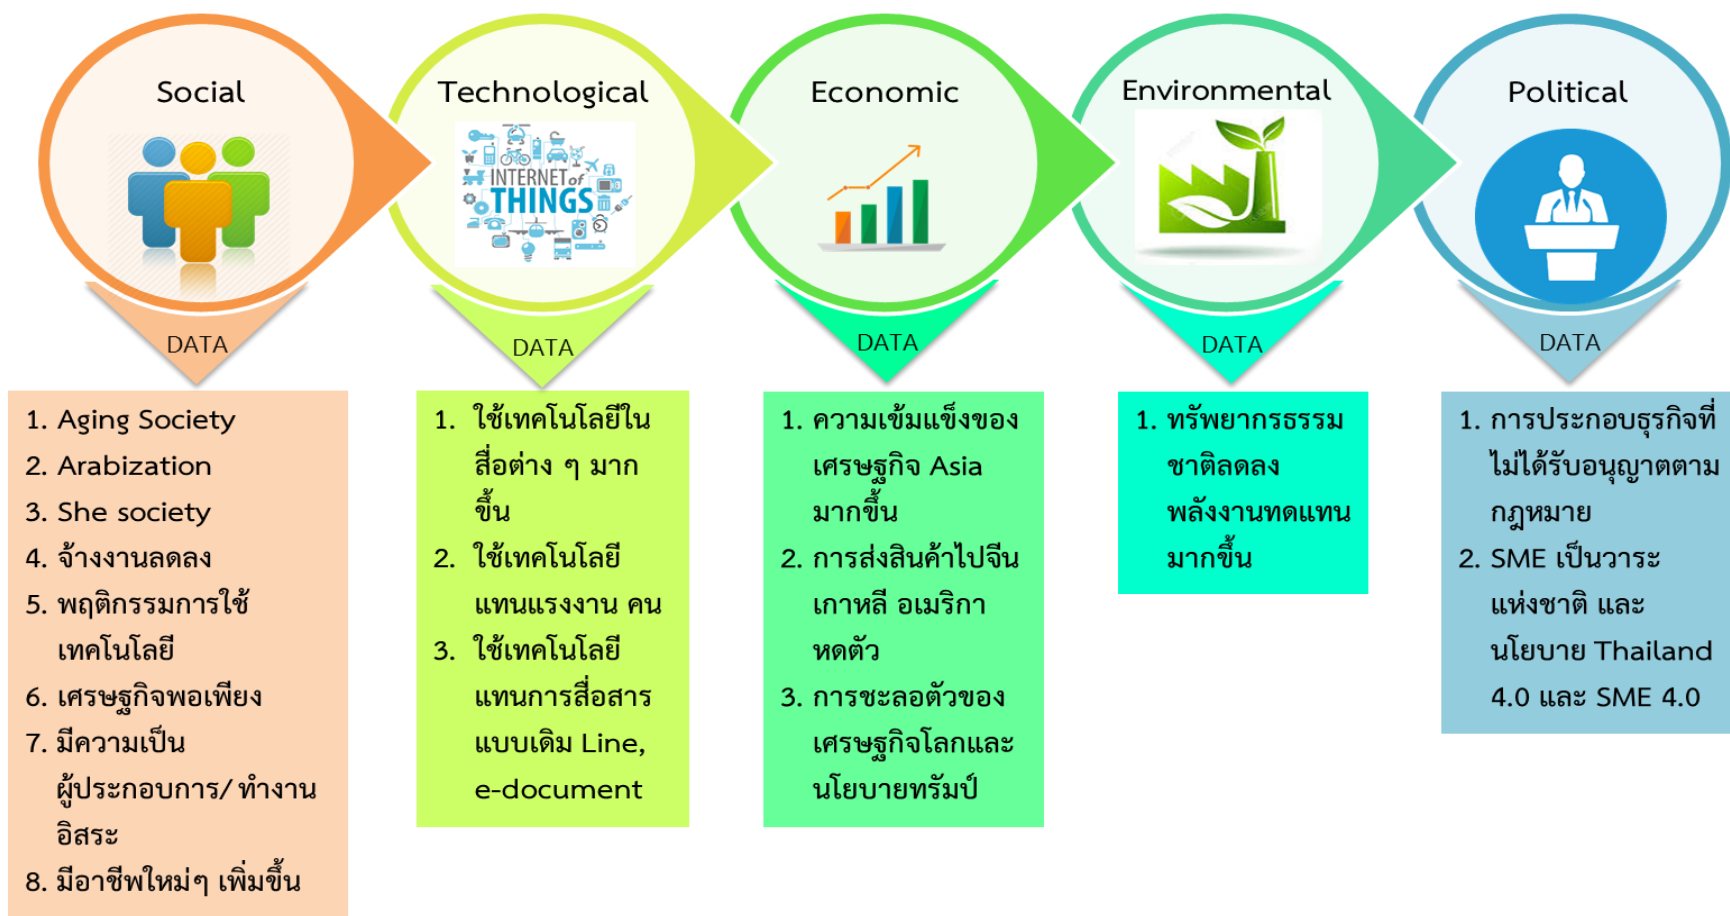 Social
Technological
Economic
Environmental
Political
INTERNET of
THINGS
DATA
DATA
DATA
DATA
DATA
1. Aging Society
2. Arabization
3. She society
4. จ้างงานลดลง
5. พฤติกรรมการใช้
เทคโนโลยี
6. เศรษฐกิจพอเพียง
7. มีความเป็น
ผู้ประกอบการ/ ทำงาน
อิสระ
8. มีอาชีพใหม่ๆ เพิ่มขึ้น
1. ใช้เทคโนโลยีใน
สื่อต่าง ๆ มาก
ขึ้น
2. ใช้เทคโนโลยี
แทนแรงงาน คน
3. ใช้เทคโนโลยี
แทนการสื่อสาร
แบบเดิม Line,
e-document
1. ความเข้มแข็งของ
เศรษฐกิจ Asia
มากขึ้น
2. การส่งสินค้าไปจีน
เกาหลี อเมริกา
หดตัว
3. การชะลอตัวของ
เศรษฐกิจโลกและ
นโยบายทรัมป์
1. ทรัพยากรธรรม
ชาติลดลง
พลังงานทดแทน
มากขึ้น
1. การประกอบธุรกิจที่
ไม่ได้รับอนุญาตตาม
กฎหมาย
2. SME เป็นวาระ
แห่งชาติ และ
นโยบาย Thailand
4.0 และ SME 4.0